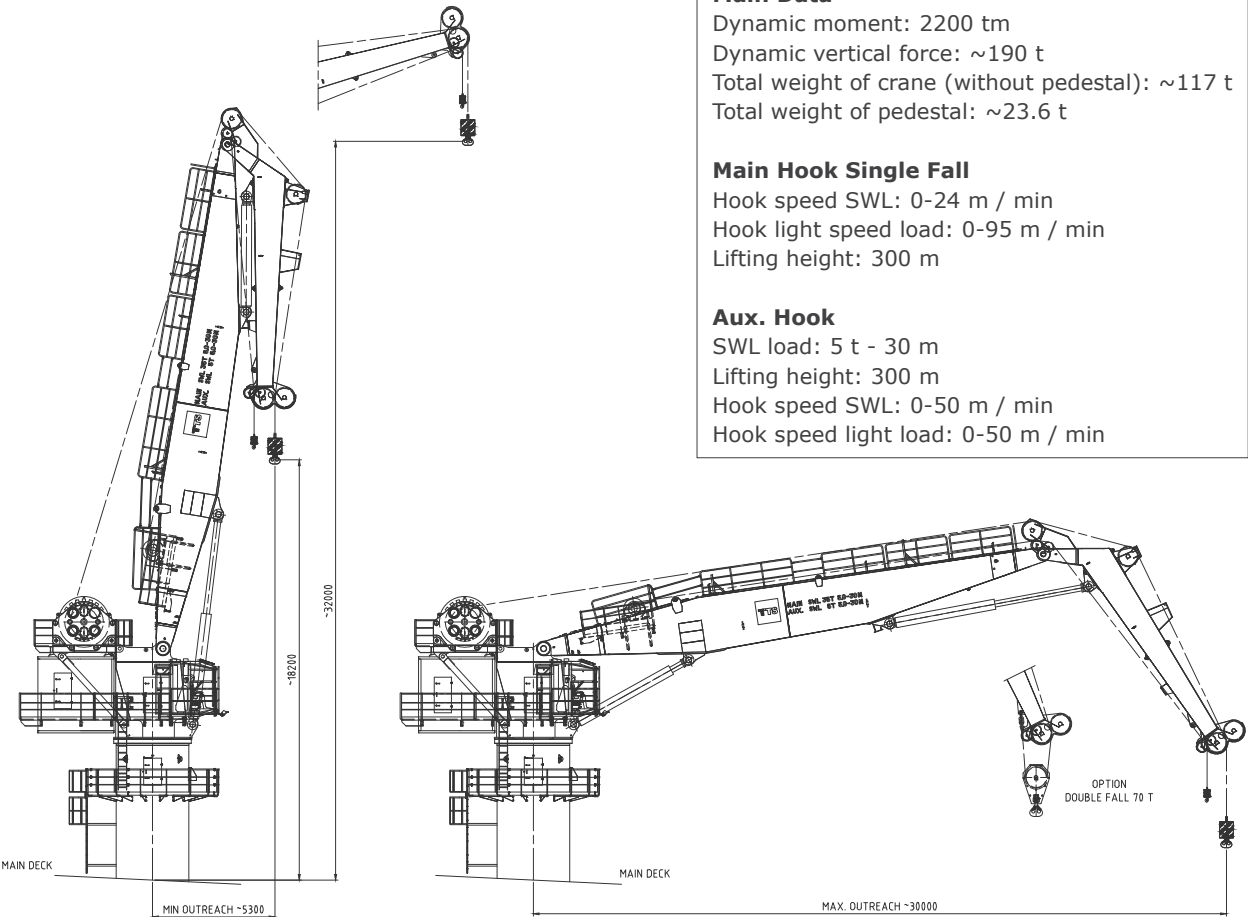 Main Data
Dynamic moment: 2200 tm
Dynamic vertical force: ~190 t
Total weight of crane (without pedestal): ~117 t
Total weight of pedestal: ~23.6 t
Main Hook Single Fall
Hook speed SWL: 0-24 m / min
Hook light speed load: 0-95 m / min
Lifting height: 300 m
Aux. Hook
SWL load: 5 t - 30 m
Lifting height: 300 m
Hook speed SWL: 0-50 m / min
Hook speed light load: 0-50 m / min
TTS
~32000
~18200
MAIN DECK
MIN OUTREACH ~5300
TTS
OPTION
DOUBLE FALL 70 T
MAIN DECK
MAX. OUTREACH ~30000